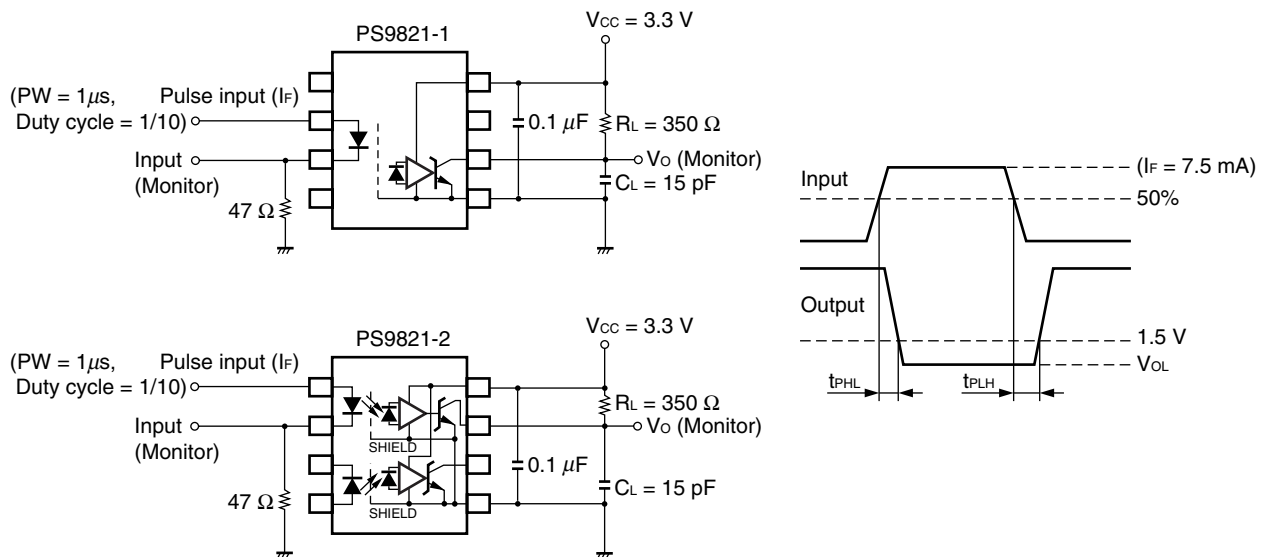 VCC = 3.3 V
PS9821-1
(PW = 1μs, Pulse input (IF)
Duty cycle = 1/10)
Input
(Monitor)
47 Ω
0.1 μF
RL = 350 Ω
VO (Monitor)
CL = 15 pF
VCC = 3.3 V
PS9821-2
(PW = 1μs, Pulse input (IF)
Duty cycle = 1/10)
Input
(Monitor)
47 Ω
SHIELD
SHIELD
0.1 μF
RL = 350 Ω
VO (Monitor)
CL = 15 pF
Input
(IF = 7.5 mA)
50%
Output
1.5 V
VOL
tPHL
tPLH